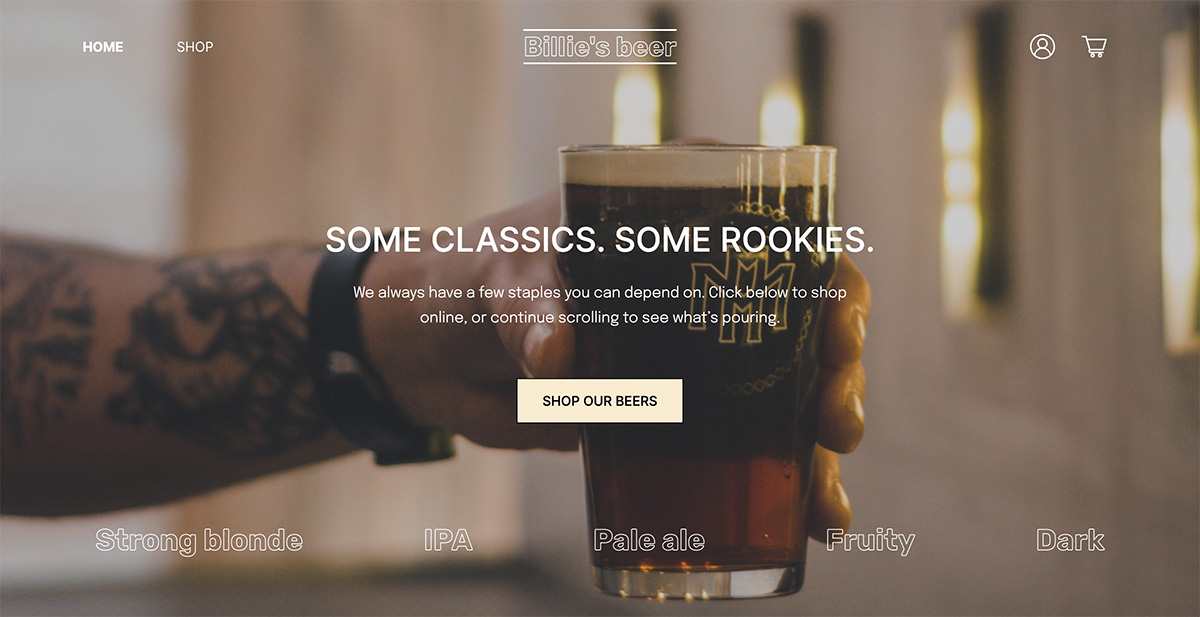 HOME
SHOP
Billie's beer
SOME CLASSICS. SOME ROOKIES.
We always have a few staples you can depend on. Click below to shop
online, or continue scrolling to see what’s pouring.
SHOP OUR BEERS
Strong blonde
IPA
Pale ale
Fruity
Dark